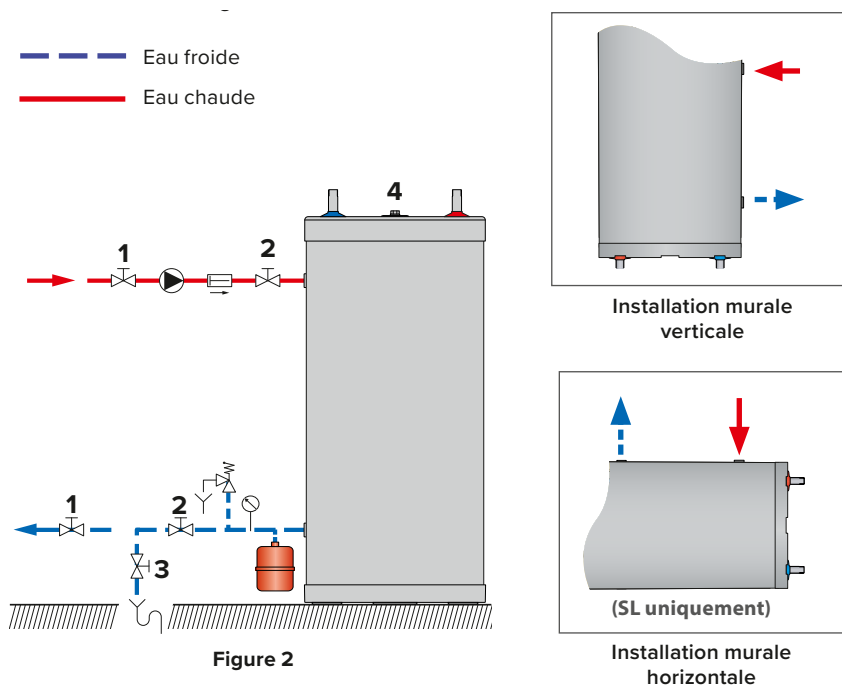 Eau froide
Eau chaude
4
1
2
1
2
3
Figure 2
Installation murale
verticale
(SL uniquement)
Installation murale
horizontale